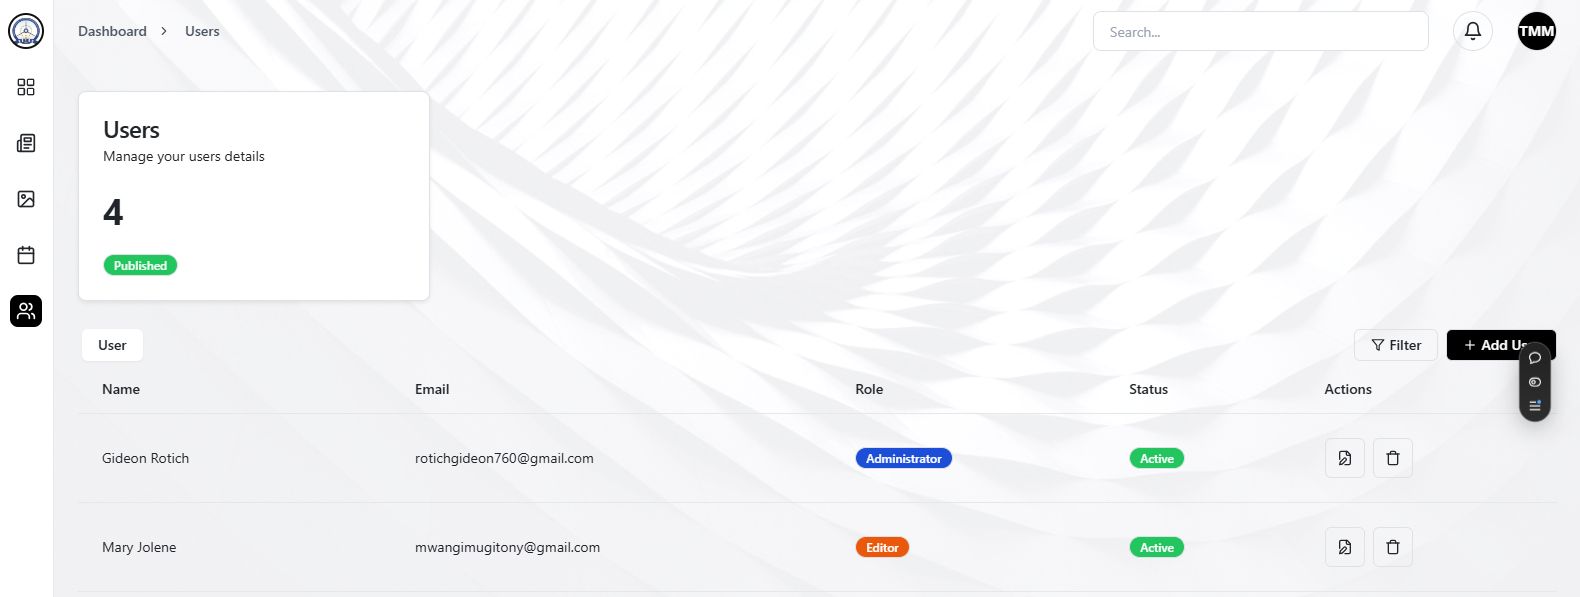 Dashboard > Users
Search...
TMM
Users
Manage your users details
4
Published
User
Filter
+ Add Us
Name Email Role Status Actions
Gideon Rotich rotichgideon760@gmail.com Administrator Active
Mary Jolene mwangimugitony@gmail.com Editor Active